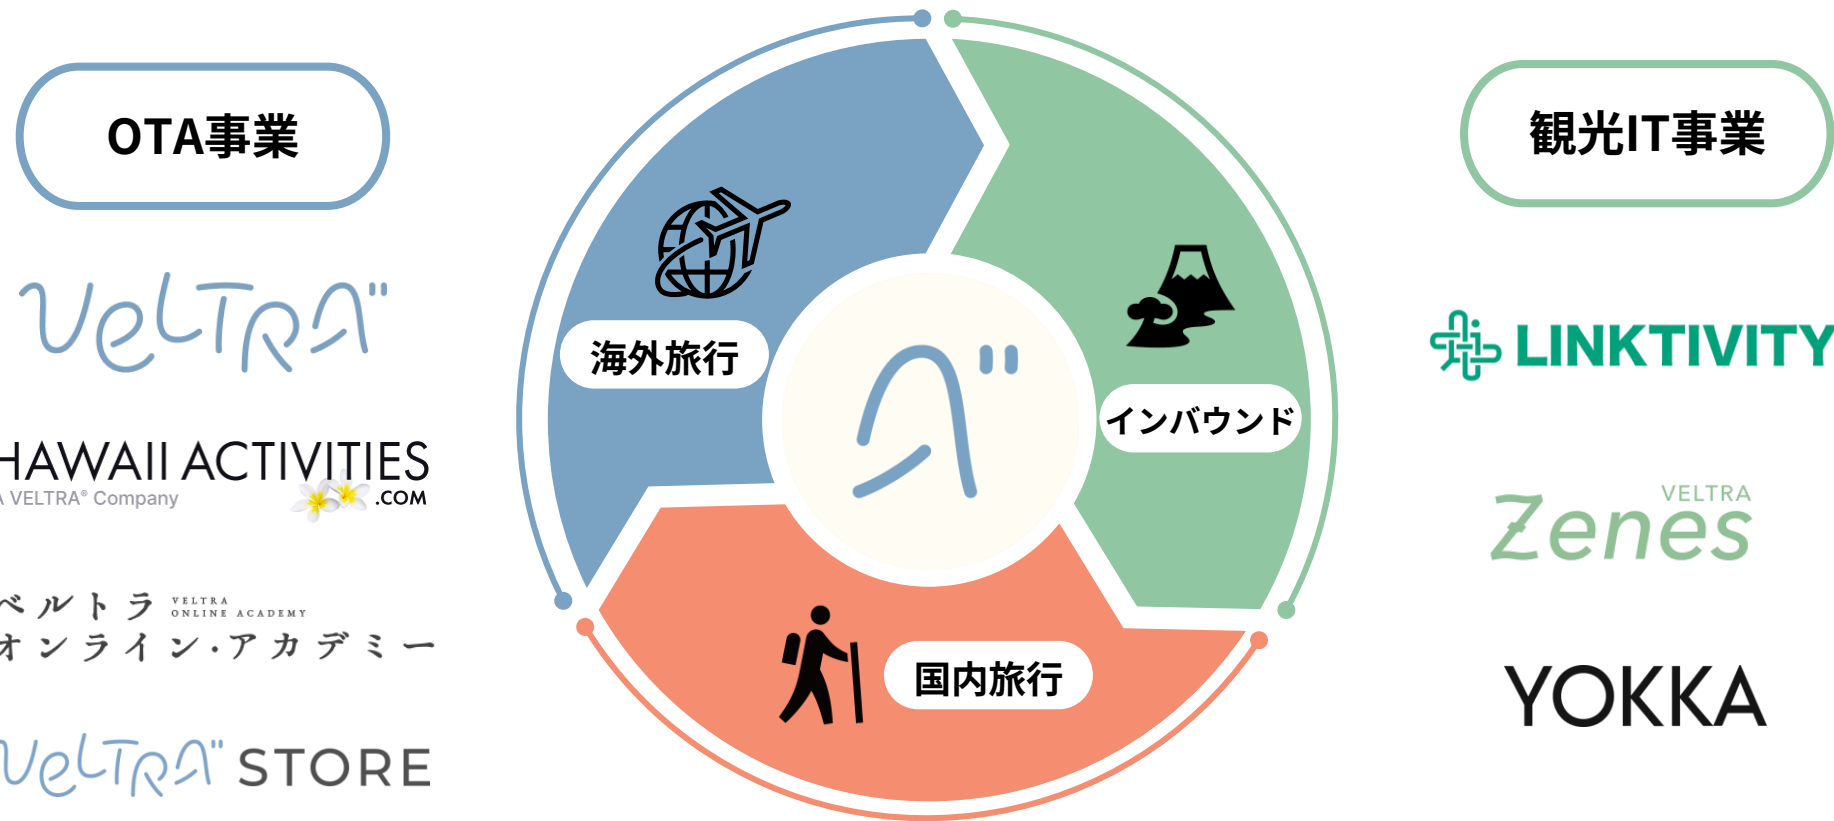 OTA事業
VELTRA
HAWAII ACTIVITIES
A VELTRA® Company
.COM
ベルトラ
VELTRA
ONLINE ACADEMY
オンライン・アカデミー
VELTRA STORE
海外旅行
インバウンド
国内旅行
観光IT事業
LINKTIVITY
VELTRA
Zenes
YOKKA